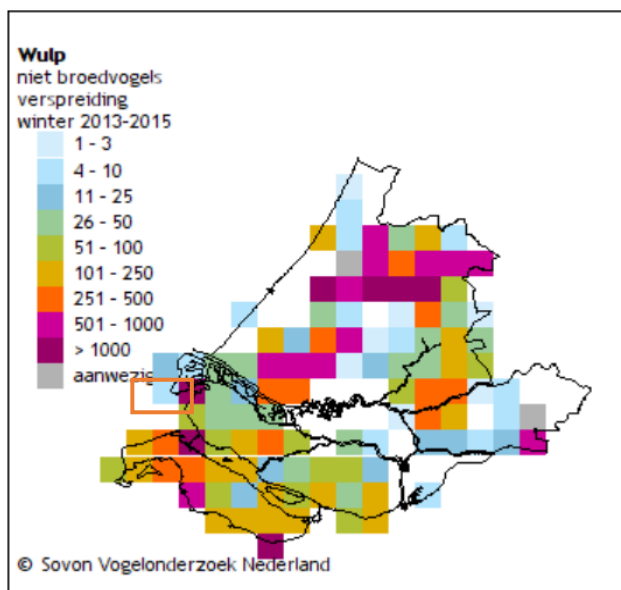 Wulp
niet broedvogels
verspreiding
winter 2013-2015
1 - 3
4 - 10
11 - 25
26 - 50
51 - 100
101 - 250
251 - 500
501 - 1000
> 1000
aanwezig
© Sovon Vogelonderzoek Nederland